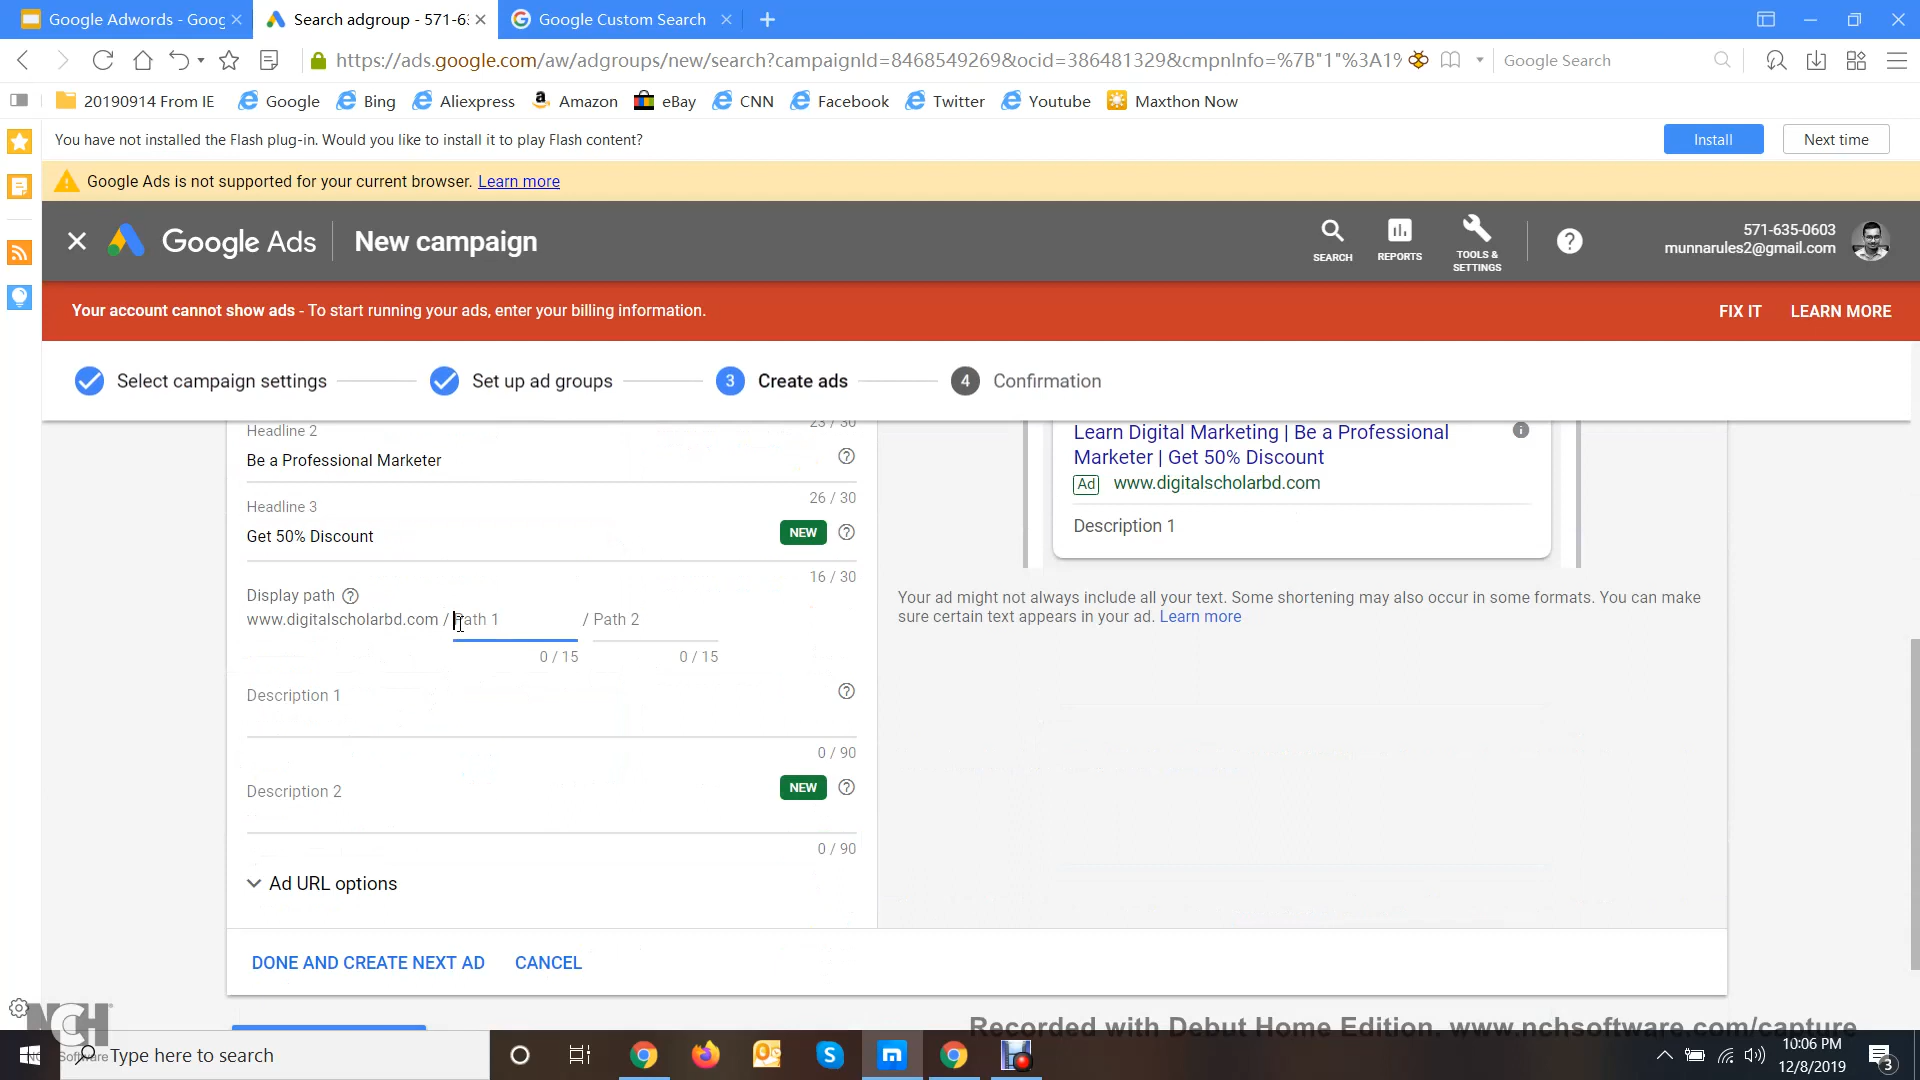 Google Adwords - Goog
Search adgroup - 571-63
Google Custom Search
https://ads.google.com/aw/adgroups/new/search?campaignId=8468549269&ocid=386481329&cmpnInfo=%7B"1"%3A1%
Google Search
20190914 From IE
Google
Bing
Aliexpress
Amazon
eBay
CNN
Facebook
Twitter
Youtube
Maxthon Now
You have not installed the Flash plug-in. Would you like to install it to play Flash content?
Install
Next time
Google Ads is not supported for your current browser. Learn more
Google Ads
New campaign
SEARCH
REPORTS
TOOLS &
SETTINGS
571-635-0603
munnarules2@gmail.com
Your account cannot show ads - To start running your ads, enter your billing information.
FIX IT
LEARN MORE
Select campaign settings
Set up ad groups
3 Create ads
4 Confirmation
23 / 30
Headline 2
Be a Professional Marketer
26 / 30
Headline 3
Get 50% Discount
NEW
16 / 30
Display path
www.digitalscholarbd.com / Path 1 / Path 2
0 / 15
0 / 15
Description 1
0 / 90
Description 2
NEW
0 / 90
Ad URL options
Learn Digital Marketing | Be a Professional
Marketer | Get 50% Discount
Ad www.digitalscholarbd.com
Description 1
Your ad might not always include all your text. Some shortening may also occur in some formats. You can make
sure certain text appears in your ad. Learn more
DONE AND CREATE NEXT AD
CANCEL
NCH
Software
Recorded with Debut Home Edition. www.nchsoftware.com/capture
Type here to search
10:06 PM
12/8/2019
3